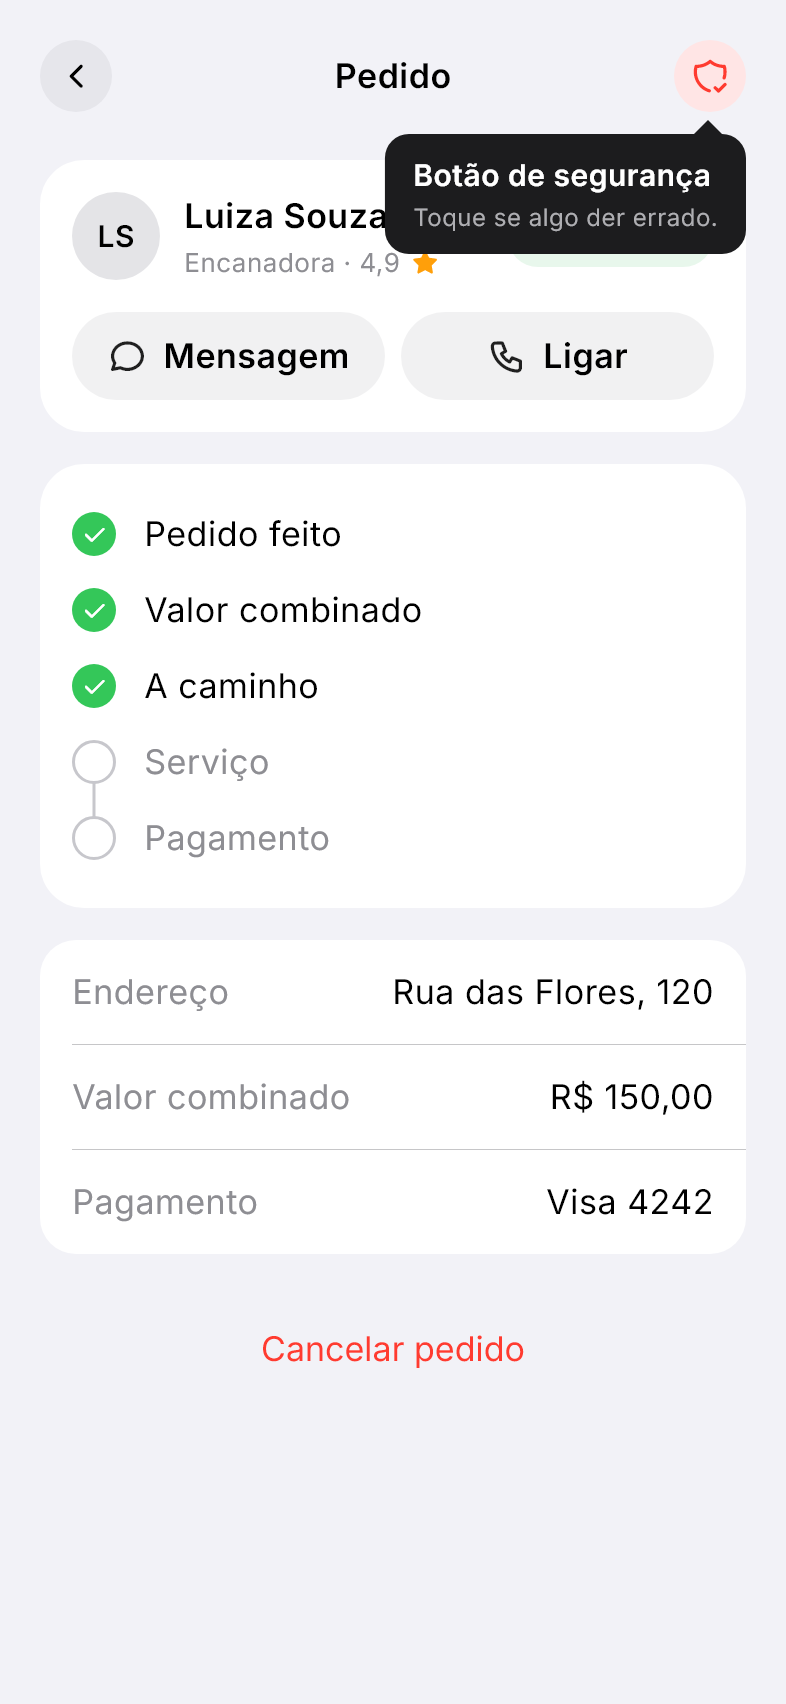 Pedido
Botão de segurança
Toque se algo der errado.
LS
Luiza Souza
Encanadora · 4,9
Mensagem
Ligar
Pedido feito
Valor combinado
A caminho
Serviço
Pagamento
Endereço
Rua das Flores, 120
Valor combinado
R$ 150,00
Pagamento
Visa 4242
Cancelar pedido